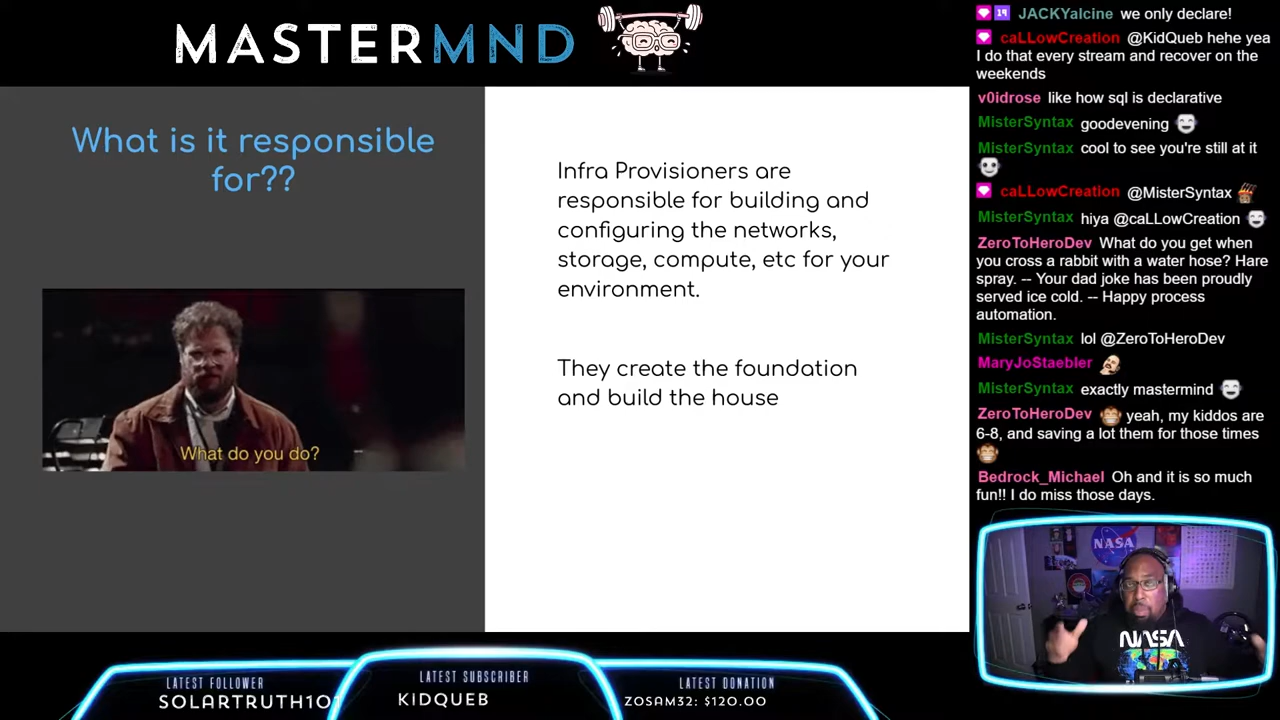 MASTERMND
What is it responsible
for??
What do you do?
Infra Provisioners are
responsible for building and
configuring the networks,
storage, compute, etc for your
environment.
They create the foundation
and build the house
19 JACKYalcine we only declare!
caLLowCreation @KidQueb hehe yea
I do that every stream and recover on the
weekends
v0idrose like how sql is declarative
MisterSyntax goodevening
MisterSyntax cool to see you're still at it
caLLowCreation @MisterSyntax
MisterSyntax hiya @caLLowCreation
ZeroToHeroDev What do you get when
you cross a rabbit with a water hose? Hare
spray. -- Your dad joke has been proudly
served ice cold. -- Happy process
automation.
MisterSyntax lol @ZeroToHeroDev
MaryJoStaebler
MisterSyntax exactly mastermind
ZeroToHeroDev yeah, my kiddos are
6-8, and saving a lot them for those times
Bedrock_Michael Oh and it is so much
fun!! I do miss those days.
NASA
NASA
LATEST FOLLOWER
SOLARTRUTH101
LATEST SUBSCRIBER
KIDQUEB
LATEST DONATION
ZOSAM32: $120.00